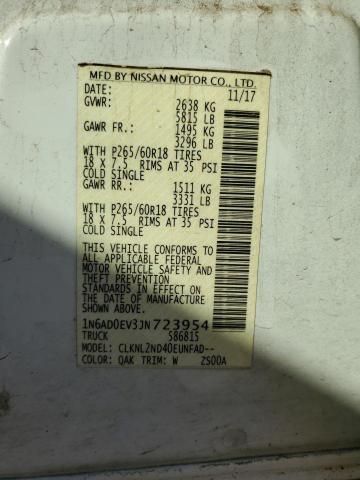 MFD BY NISSAN MOTOR CO., LTD.
DATE: 11/17
GVWR: 2638 KG
5815 LB
GAWR FR.: 1495 KG
3296 LB
WITH P265/60R18 TIRES
18 X 7.5 RIMS AT 35 PSI
COLD SINGLE
GAWR RR.: 1511 KG
3331 LB
WITH P265/60R18 TIRES
18 X 7.5 RIMS AT 35 PSI
COLD SINGLE
THIS VEHICLE CONFORMS TO
ALL APPLICABLE FEDERAL
MOTOR VEHICLE SAFETY
AND THEFT PREVENTION
STANDARDS IN EFFECT ON
THE DATE OF MANUFACTURE
SHOWN ABOVE.
1N6AD0EV3JN723954
TRUCK 586815
MODEL: CLKNL2ND40EUNFAD--
COLOR: QAK TRIM: W ZS00A